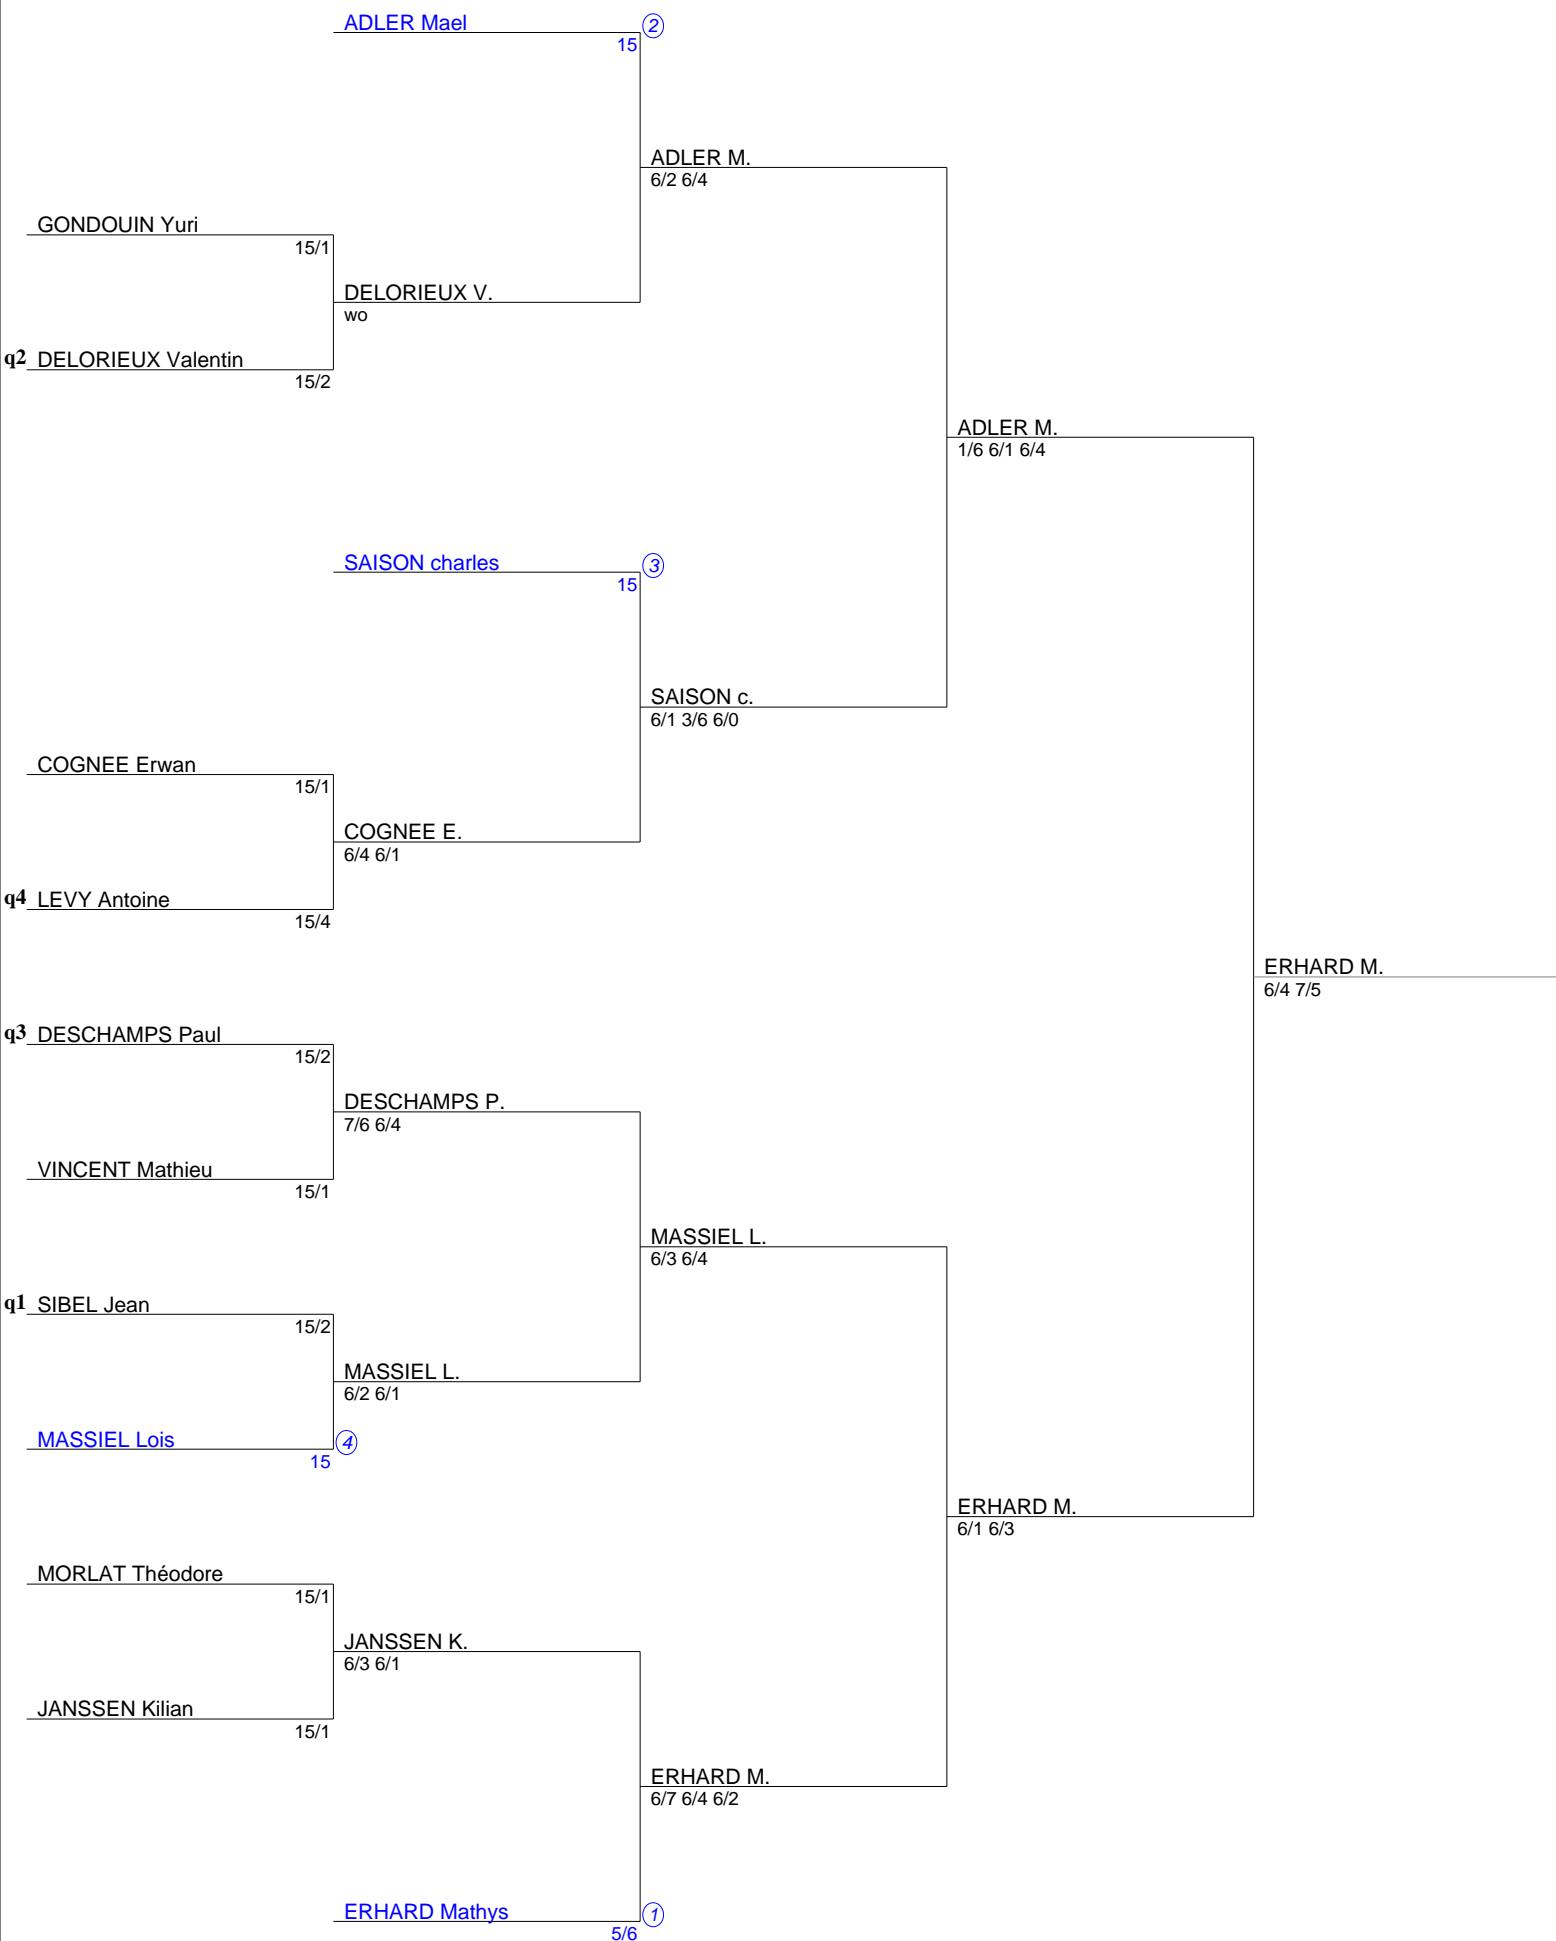 ADLER Mael 2
15
ADLER M.
6/2 6/4
GONDOUIN Yuri
15/1
DELORIEUX V.
wo
q2 DELORIEUX Valentin
15/2
ADLER M.
1/6 6/1 6/4
SAISON charles 3
15
SAISON c.
6/1 3/6 6/0
COGNEE Erwan
15/1
COGNEE E.
6/4 6/1
q4 LEVY Antoine
15/4
ERHARD M.
6/4 7/5
q3 DESCHAMPS Paul
15/2
DESCHAMPS P.
7/6 6/4
VINCENT Mathieu
15/1
MASSIEL L.
6/3 6/4
q1 SIBEL Jean
15/2
MASSIEL L.
6/2 6/1
MASSIEL Lois 4
15
ERHARD M.
6/1 6/3
MORLAT Théodore
15/1
JANSSEN K.
6/3 6/1
JANSSEN Kilian
15/1
ERHARD M.
6/7 6/4 6/2
ERHARD Mathys 1
5/6